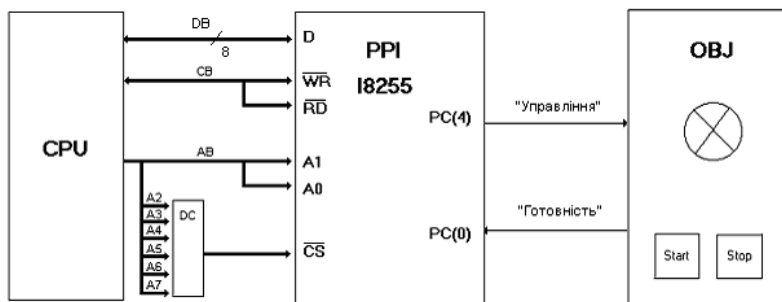 CPU
DB
8
CB
AB
A2
A3
A4
A5
A6
A7
DC
D
WR
RD
A1
A0
CS
PPI
I8255
PC(4)
PC(0)
"Управління"
"Готовність"
OBJ
Start
Stop